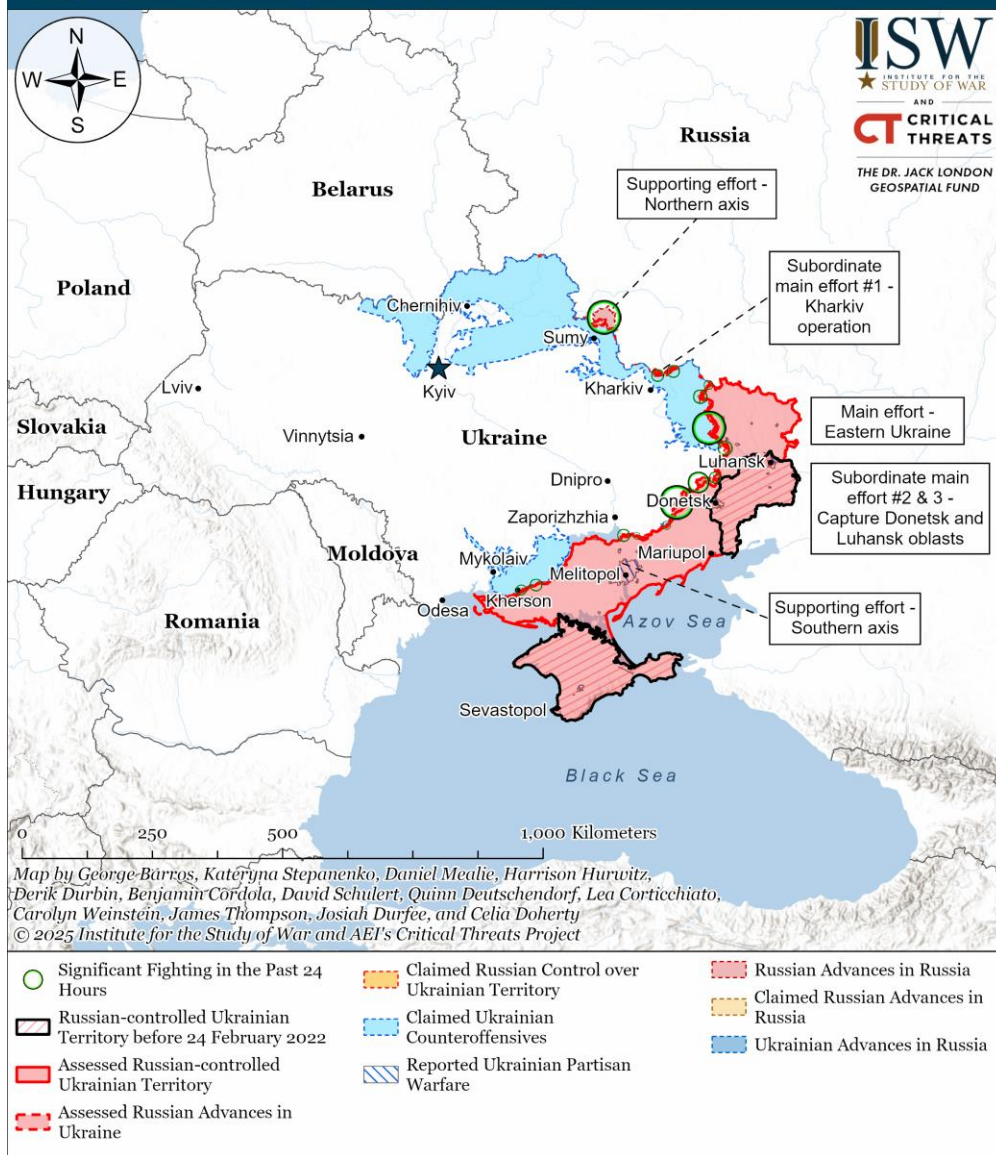 N
W
E
S
ISW
INSTITUTE FOR THE
STUDY OF WAR
AND
CT CRITICAL
THREATS
THE DR. JACK LONDON
GEOSPATIAL FUND
Russia
Belarus
Supporting effort -
Northern axis
Poland
Subordinate
main effort #1 -
Kharkiv
operation
Chernihiv
Sumy
Kyiv
Kharkiv
Lviv
Slovakia
Vinnytsia
Ukraine
Main effort -
Eastern Ukraine
Luhansk
Hungary
Dnipro
Donetsk
Subordinate main
effort #2 & 3 -
Capture Donetsk and
Luhansk oblasts
Zaporizhzhia
Moldova
Mykolaiv
Mariupol
Melitopol
Kherson
Odesa
Romania
Azov Sea
Supporting effort -
Southern axis
Sevastopol
Black Sea
0
250
500
1,000 Kilometers
Map by George Barros, Kateryna Stepanenko, Daniel Mealie, Harrison Hurwitz,
Derik Durbin, Benjamin Cordola, David Schulert, Quinn Deutschendorf, Lea Corticchiato,
Carolyn Weinstein, James Thompson, Josiah Durfee, and Celia Doherty
© 2025 Institute for the Study of War and AEI's Critical Threats Project
Significant Fighting in the Past 24
Hours
Russian-controlled Ukrainian
Territory before 24 February 2022
Assessed Russian-controlled
Ukrainian Territory
Assessed Russian Advances in
Ukraine
Claimed Russian Control over
Ukrainian Territory
Claimed Ukrainian
Counteroffensives
Reported Ukrainian Partisan
Warfare
Russian Advances in Russia
Claimed Russian Advances in
Russia
Ukrainian Advances in Russia